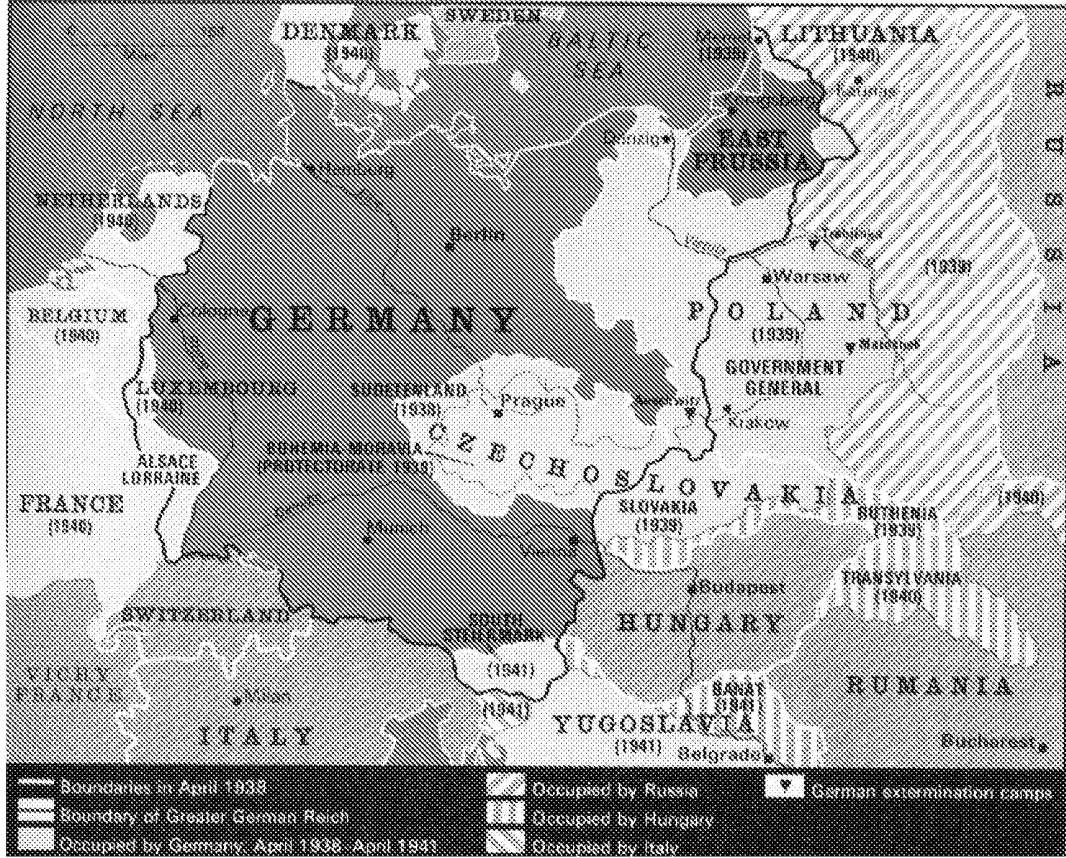 SWEDEN
DENMARK
(1940)
BALTIC
SEA
NORTH SEA
Memel
LITHUANIA
(1940)
Kaunas
Konigsberg
EAST
PRUSSIA
Danzig
Hamburg
NETHERLANDS
(1940)
Berlin
Treblinka
Warsaw
(1939)
RUSSIA
BELGIUM
(1940)
Cologne
GERMANY
POLAND
(1939)
GOVERNMENT
GENERAL
LUXEMBOURG
(1940)
SUDETENLAND
(1938)
Prague
Auschwitz
Krakow
CZECHOSLOVAKIA
BOHEMIA-MORAVIA
(PROTECTORATE 1939)
ALSACE
LORRAINE
FRANCE
(1940)
SLOVAKIA
(1939)
RUTHENIA
(1939)
(1940)
Munich
Vienna
Budapest
TRANSYLVANIA
(1940)
SWITZERLAND
SOUTH
STEIERMARK
(1941)
HUNGARY
VICHY
FRANCE
Milan
ITALY
(1941)
YUGOSLAVIA
(1941)
BANAT
(1941)
RUMANIA
Belgrade
Bucharest
Boundaries in April 1938
Boundary of Greater German Reich
Occupied by Germany, April 1938-April 1941
Occupied by Russia
Occupied by Hungary
Occupied by Italy
German extermination camps